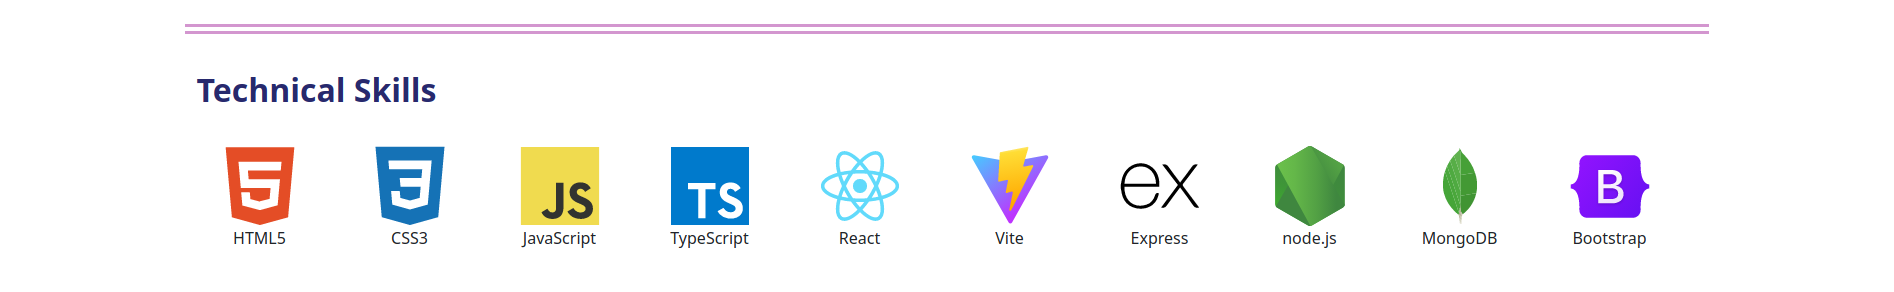 Technical Skills
JS TS ex B
HTML5 CSS3 JavaScript TypeScript React Vite Express node.js MongoDB Bootstrap